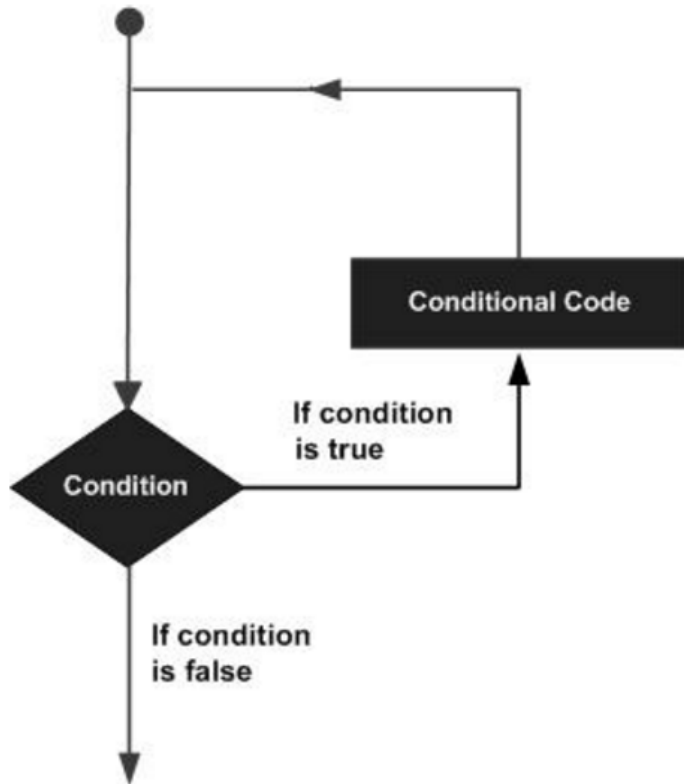 Conditional Code
If condition
is true
Condition
If condition
is false